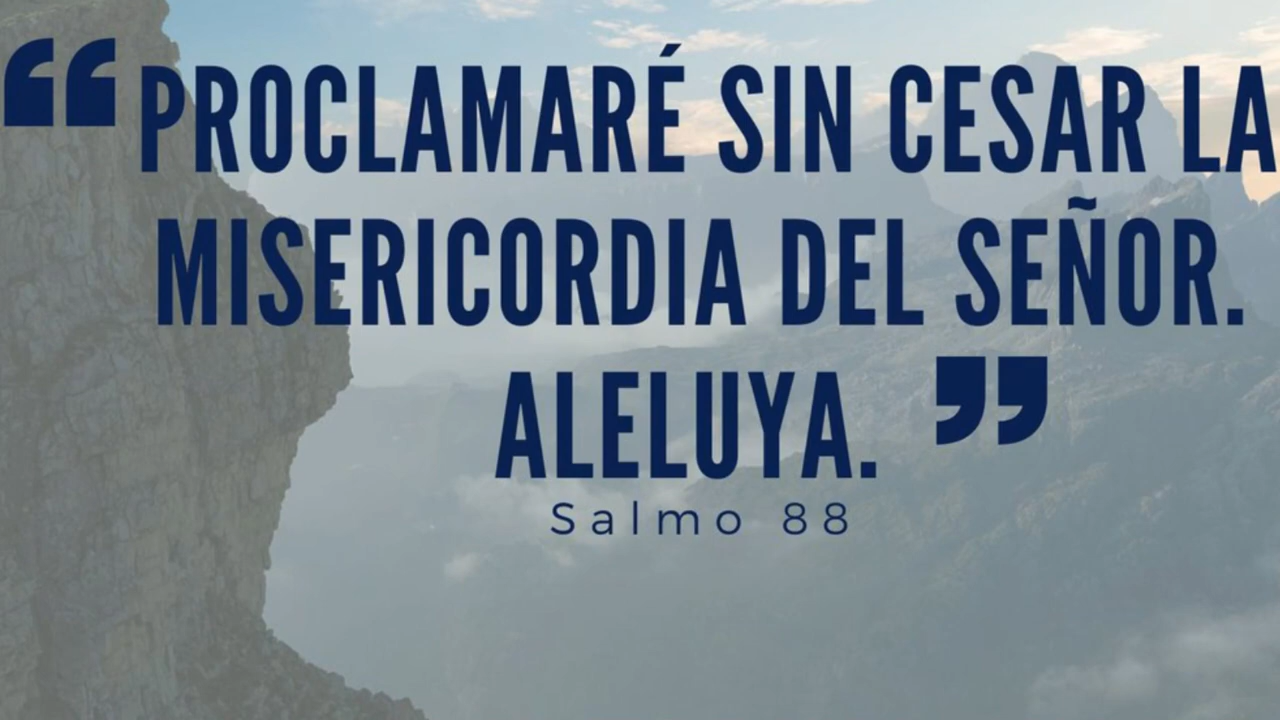 “PROCLAMARÉ SIN CESAR LA
MISERICORDIA DEL SEÑOR.
ALELUYA.”
Salmo 88